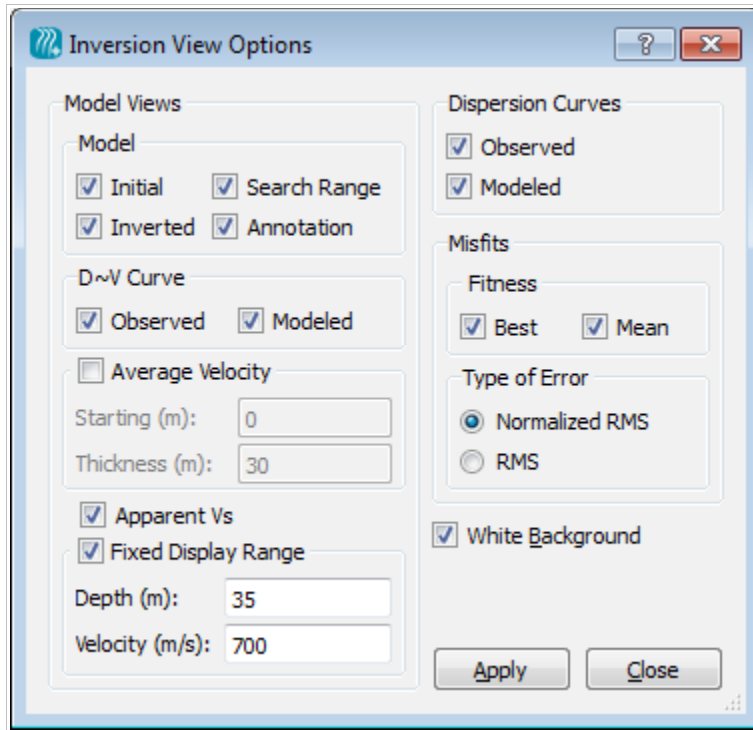 Inversion View Options
Model Views
Model
Initial Search Range
Inverted Annotation
D~V Curve
Observed Modeled
Average Velocity
Starting (m): 0
Thickness (m): 30
Apparent Vs
Fixed Display Range
Depth (m): 35
Velocity (m/s): 700
Dispersion Curves
Observed
Modeled
Misfits
Fitness
Best Mean
Type of Error
Normalized RMS
RMS
White Background
Apply Close